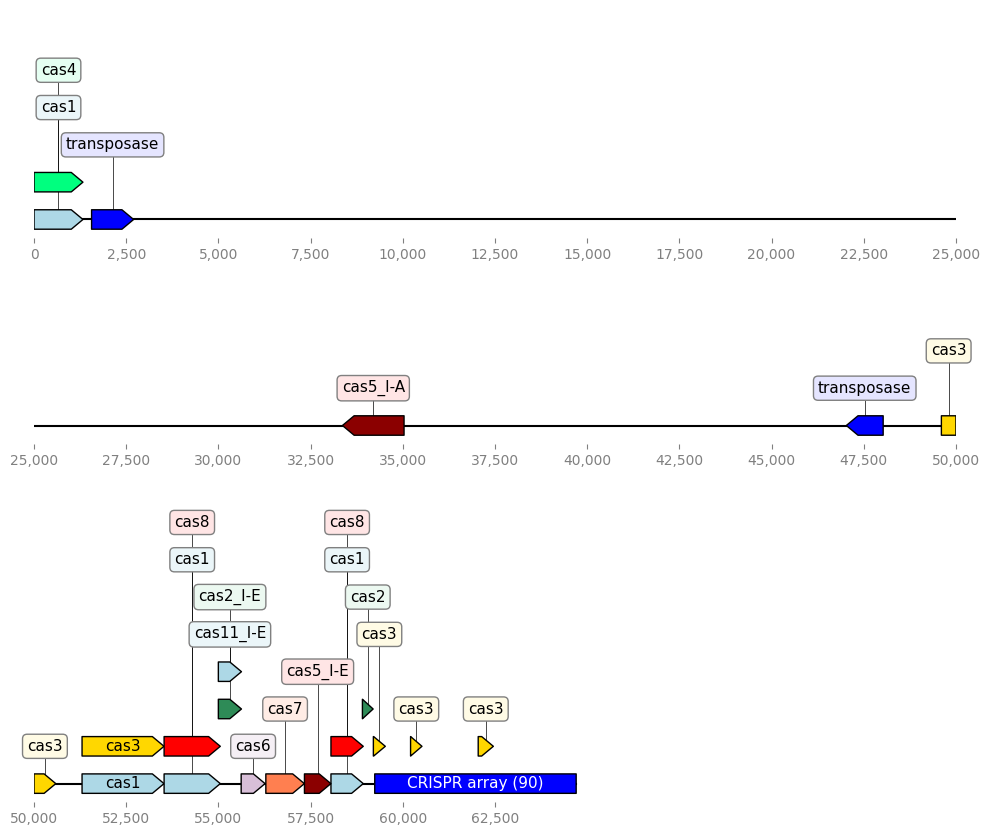 cas4
cas1
transposase
0 2,500 5,000 7,500 10,000 12,500 15,000 17,500 20,000 22,500 25,000
cas3
cas5_I-A transposase
25,000 27,500 30,000 32,500 35,000 37,500 40,000 42,500 45,000 47,500 50,000
cas8 cas8
cas1 cas1
cas2_I-E cas2
cas11_I-E cas3
cas5_I-E
cas7 cas3 cas3
cas3 cas3 cas6
cas1 CRISPR array (90)
50,000 52,500 55,000 57,500 60,000 62,500